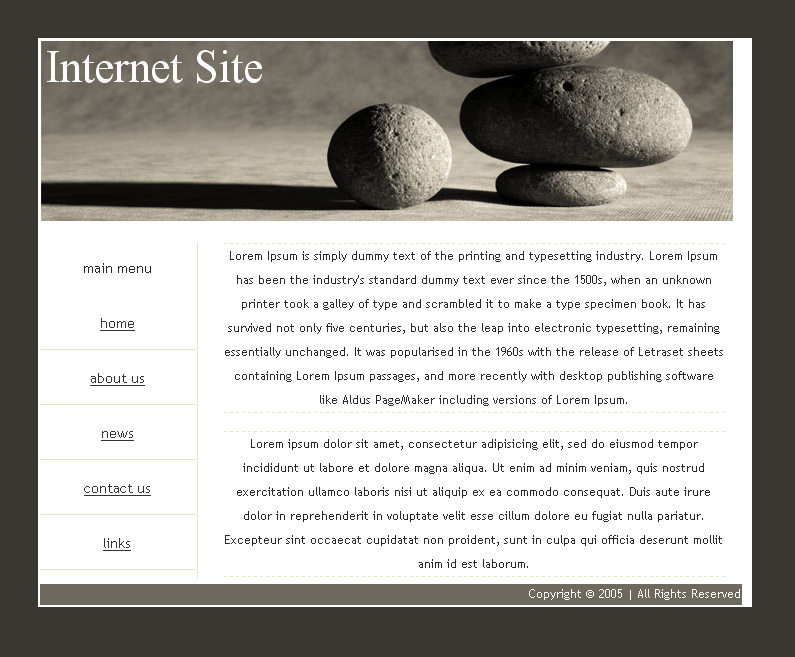 Internet Site
main menu
home
about us
news
contact us
links
Lorem Ipsum is simply dummy text of the printing and typesetting industry. Lorem Ipsum
has been the industry's standard dummy text ever since the 1500s, when an unknown
printer took a galley of type and scrambled it to make a type specimen book. It has
survived not only five centuries, but also the leap into electronic typesetting, remaining
essentially unchanged. It was popularised in the 1960s with the release of Letraset sheets
containing Lorem Ipsum passages, and more recently with desktop publishing software
like Aldus PageMaker including versions of Lorem Ipsum.
Lorem ipsum dolor sit amet, consectetur adipisicing elit, sed do eiusmod tempor
incididunt ut labore et dolore magna aliqua. Ut enim ad minim veniam, quis nostrud
exercitation ullamco laboris nisi ut aliquip ex ea commodo consequat. Duis aute irure
dolor in reprehenderit in voluptate velit esse cillum dolore eu fugiat nulla pariatur.
Excepteur sint occaecat cupidatat non proident, sunt in culpa qui officia deserunt mollit
anim id est laborum.
Copyright © 2005 | All Rights Reserved